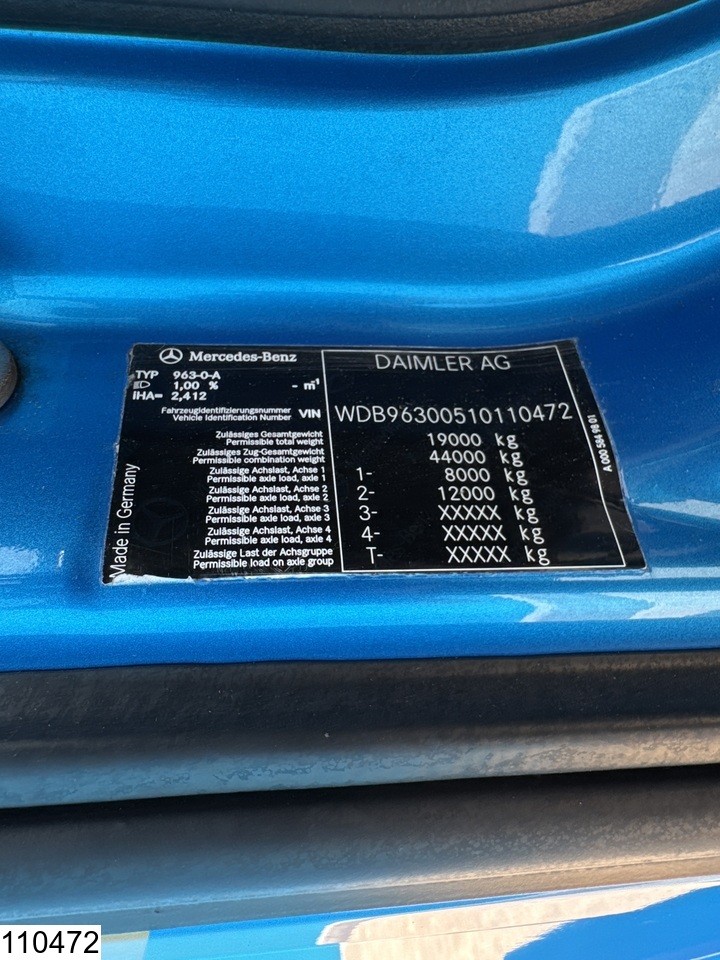 Mercedes-Benz
TYP 963-0-A
1,00 % - m⁻¹
iHA= 2,412
Fahrzeugidentifizierungsnummer
Vehicle Identification Number VIN
Zulässiges Gesamtgewicht
Permissible total weight
Zulässiges Zug-Gesamtgewicht
Permissible combination weight
Zulässige Achslast, Achse 1
Permissible axle load, axle 1
Zulässige Achslast, Achse 2
Permissible axle load, axle 2
Zulässige Achslast, Achse 3
Permissible axle load, axle 3
Zulässige Achslast, Achse 4
Permissible axle load, axle 4
Zulässige Last der Achsgruppe
Permissible load on axle group
Made in Germany
DAIMLER AG
WDB96300510110472
19000 kg
44000 kg
1- 8000 kg
2- 12000 kg
3- XXXXX kg
4- XXXXX kg
T- XXXXX kg
A 000 584 98 01
110472